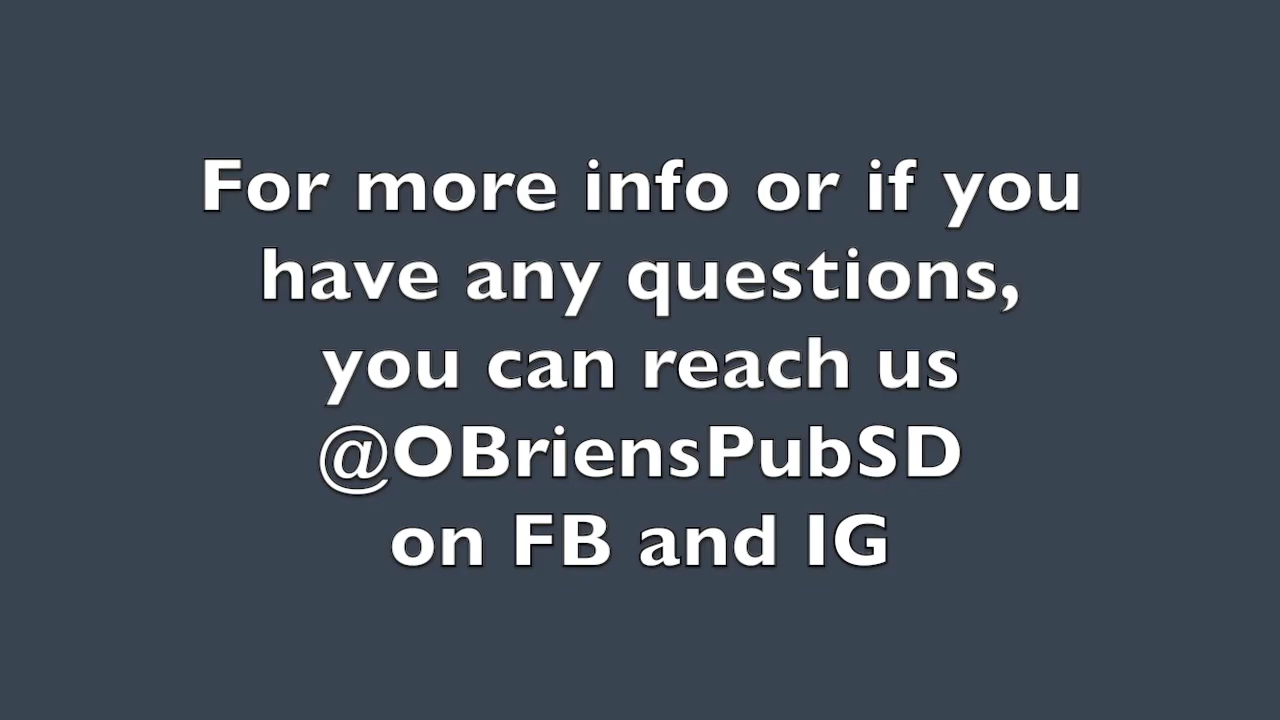 For more info or if you
have any questions,
you can reach us
@OBriensPubSD
on FB and IG